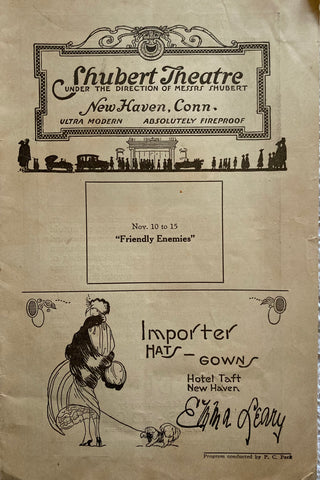 Shubert Theatre
UNDER THE DIRECTION OF MESSRS SHUBERT
New Haven, Conn.
ULTRA MODERN ABSOLUTELY FIREPROOF
Nov. 10 to 15
"Friendly Enemies"
Importer
HATS — GOWNS
Hotel Taft
New Haven
Edna Leary
Program conducted by P. C. Peck